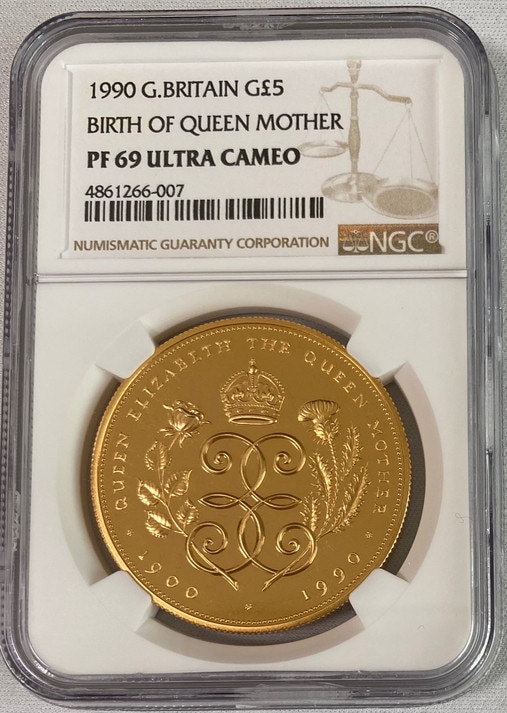 1990 G.BRITAIN G£5
BIRTH OF QUEEN MOTHER
PF 69 ULTRA CAMEO
4861266-007
NUMISMATIC GUARANTY CORPORATION
NGC®
QUEEN ELIZABETH THE QUEEN MOTHER
* 1900 * 1990 *